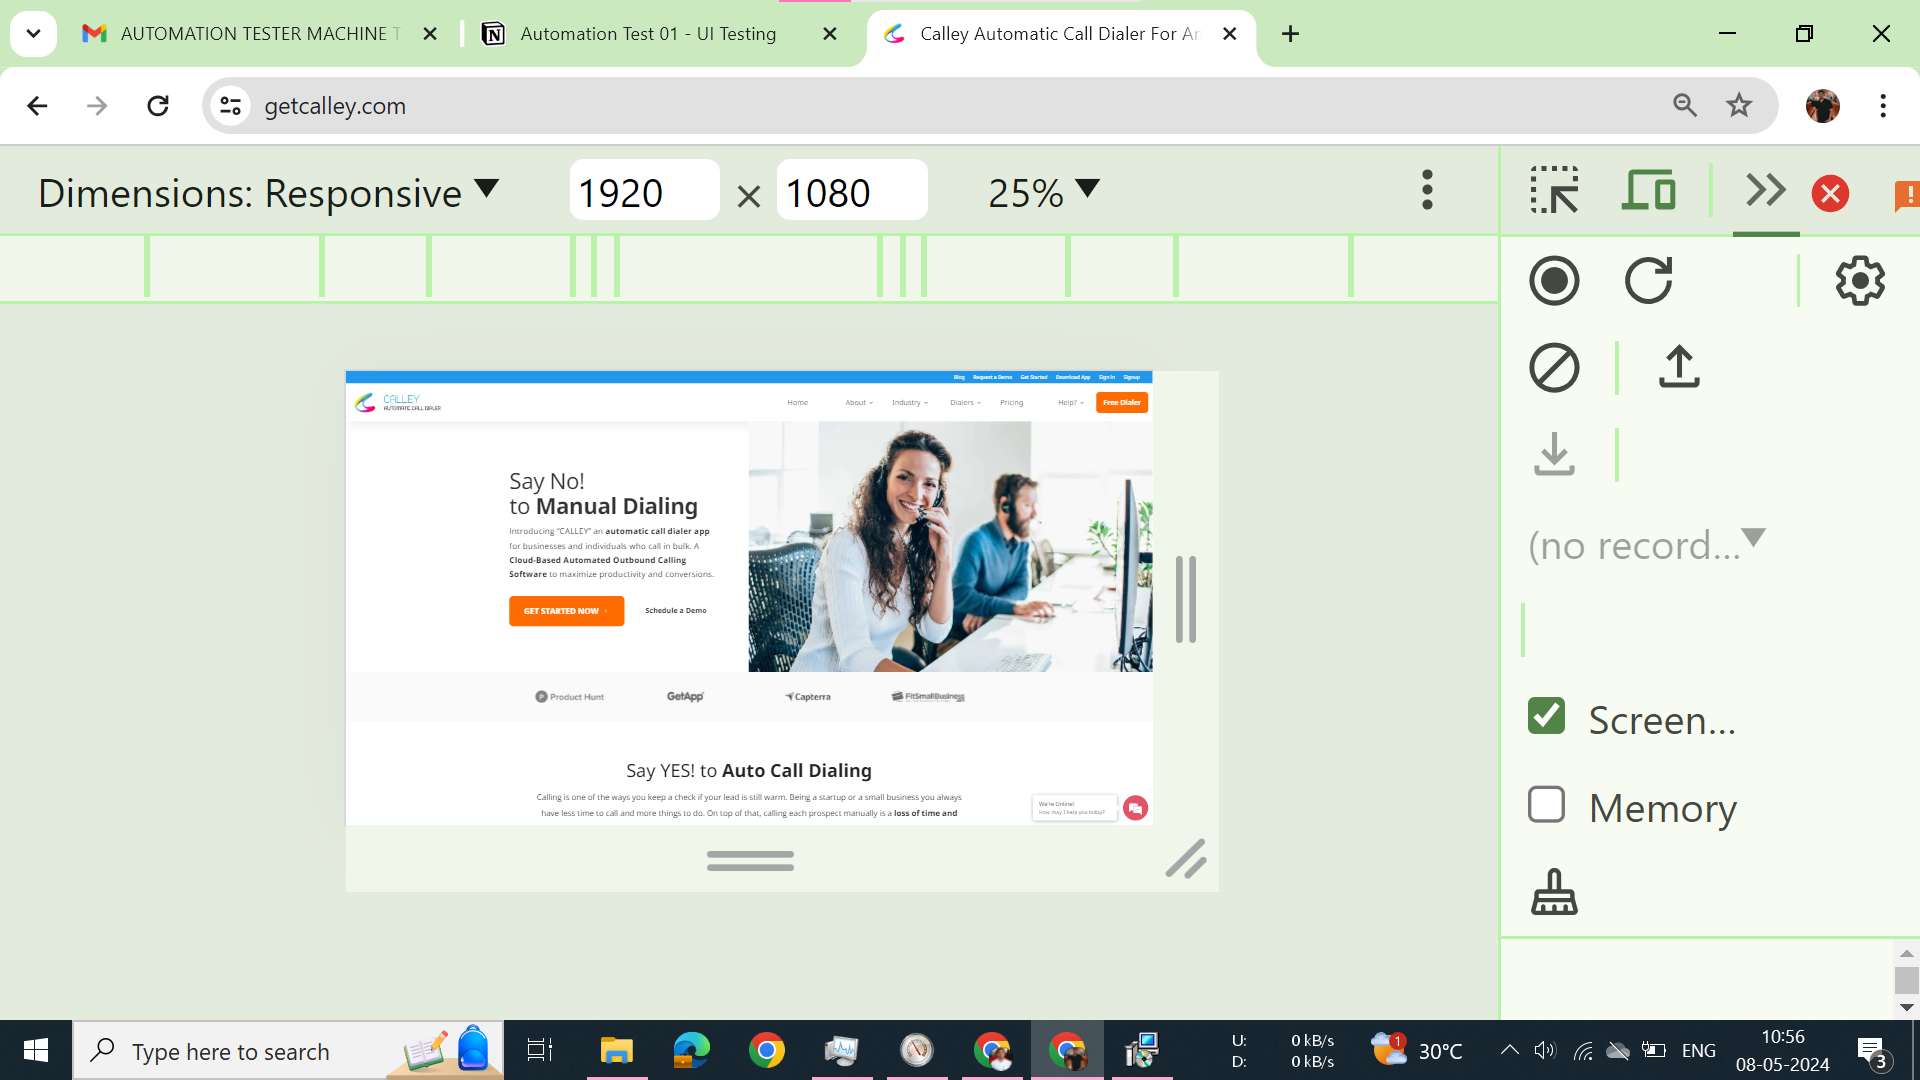 AUTOMATION TESTER MACHINE T
Automation Test 01 - UI Testing
Calley Automatic Call Dialer For An
getcalley.com
Dimensions: Responsive
1920 × 1080
25%
Blog Request a Demo Get Started Download App Sign In Signup
CALLEY
AUTOMATIC CALL DIALER
Home About Industry Dialers Pricing Help? Free Dialer
Say No!
to Manual Dialing
Introducing “CALLEY” an automatic call dialer app
for businesses and individuals who call in bulk. A
Cloud-Based Automated Outbound Calling
Software to maximize productivity and conversions.
GET STARTED NOW
Schedule a Demo
Product Hunt
GetApp
Capterra
FitSmallBusiness
Say YES! to Auto Call Dialing
Calling is one of the ways you keep a check if your lead is still warm. Being a startup or a small business you always
have less time to call and more things to do. On top of that, calling each prospect manually is a loss of time and
We're Online!
How may I help you today?
(no record...
Screen...
Memory
Type here to search
U: 0 kB/s
D: 0 kB/s
1
30°C
ENG
10:56
08-05-2024
3